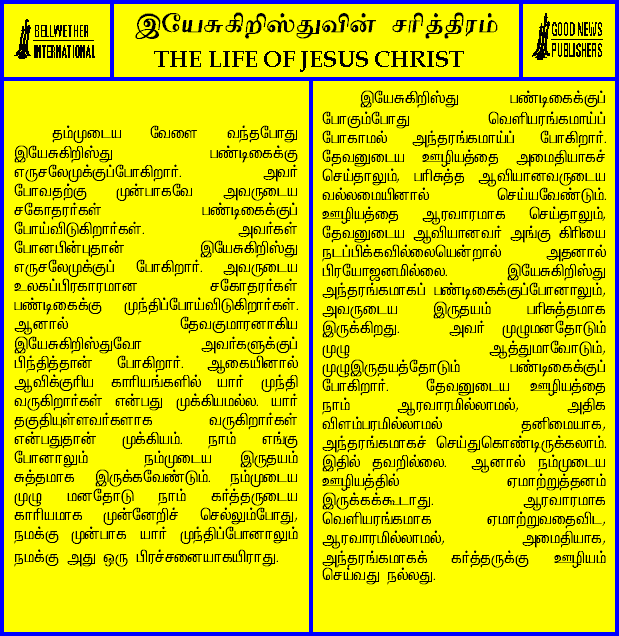 BELLWETHER
INTERNATIONAL
இயேசுகிறிஸ்துவின் சரித்திரம்
THE LIFE OF JESUS CHRIST
GOOD NEWS
PUBLISHERS
தம்முடைய வேளை வந்தபோது
இயேசுகிறிஸ்து பண்டிகைக்கு
எருசலேமுக்குப்போகிறார். அவர்
போவதற்கு முன்பாகவே அவருடைய
சகோதரர்கள் பண்டிகைக்குப்
போய்விடுகிறார்கள். அவர்கள்
போனபின்புதான் இயேசுகிறிஸ்து
எருசலேமுக்குப் போகிறார். அவருடைய
உலகப்பிரகாரமான சகோதரர்கள்
பண்டிகைக்கு முந்திப்போய்விடுகிறார்கள்.
ஆனால் தேவகுமாரனாகிய
இயேசுகிறிஸ்துவோ அவர்களுக்குப்
பிந்தித்தான் போகிறார். ஆகையினால்
ஆவிக்குரிய காரியங்களில் யார் முந்தி
வருகிறார்கள் என்பது முக்கியமல்ல. யார்
தகுதியுள்ளவர்களாக வருகிறார்கள்
என்பதுதான் முக்கியம். நாம் எங்கு
போனாலும் நம்முடைய இருதயம்
சுத்தமாக இருக்கவேண்டும். நம்முடைய
முழு மனதோடு நாம் கர்த்தருடைய
காரியமாக முன்னேறிச் செல்லும்போது,
நமக்கு முன்பாக யார் முந்திப்போனாலும்
நமக்கு அது ஒரு பிரச்சனையாகயிராது.
இயேசுகிறிஸ்து பண்டிகைக்குப்
போகும்போது வெளியரங்கமாய்ப்
போகாமல் அந்தரங்கமாய்ப் போகிறார்.
தேவனுடைய ஊழியத்தை அமைதியாகச்
செய்தாலும், பரிசுத்த ஆவியானவருடைய
வல்லமையினால் செய்யவேண்டும்.
ஊழியத்தை ஆரவாரமாக செய்தாலும்,
தேவனுடைய ஆவியானவர் அங்கு கிரியை
நடப்பிக்கவில்லையென்றால் அதனால்
பிரயோஜனமில்லை. இயேசுகிறிஸ்து
அந்தரங்கமாகப் பண்டிகைக்குப்போனாலும்,
அவருடைய இருதயம் பரிசுத்தமாக
இருக்கிறது. அவர் முழுமனதோடும்
முழு ஆத்துமாவோடும்,
முழுஇருதயத்தோடும் பண்டிகைக்குப்
போகிறார். தேவனுடைய ஊழியத்தை
நாம் ஆரவாரமில்லாமல், அதிக
விளம்பரமில்லாமல் தனிமையாக,
அந்தரங்கமாகச் செய்துகொண்டிருக்கலாம்.
இதில் தவறில்லை. ஆனால் நம்முடைய
ஊழியத்தில் ஏமாற்றுத்தனம்
இருக்கக்கூடாது. ஆரவாரமாக
வெளியரங்கமாக ஏமாற்றுவதைவிட,
ஆரவாரமில்லாமல், அமைதியாக,
அந்தரங்கமாகக் கர்த்தருக்கு ஊழியம்
செய்வது நல்லது.